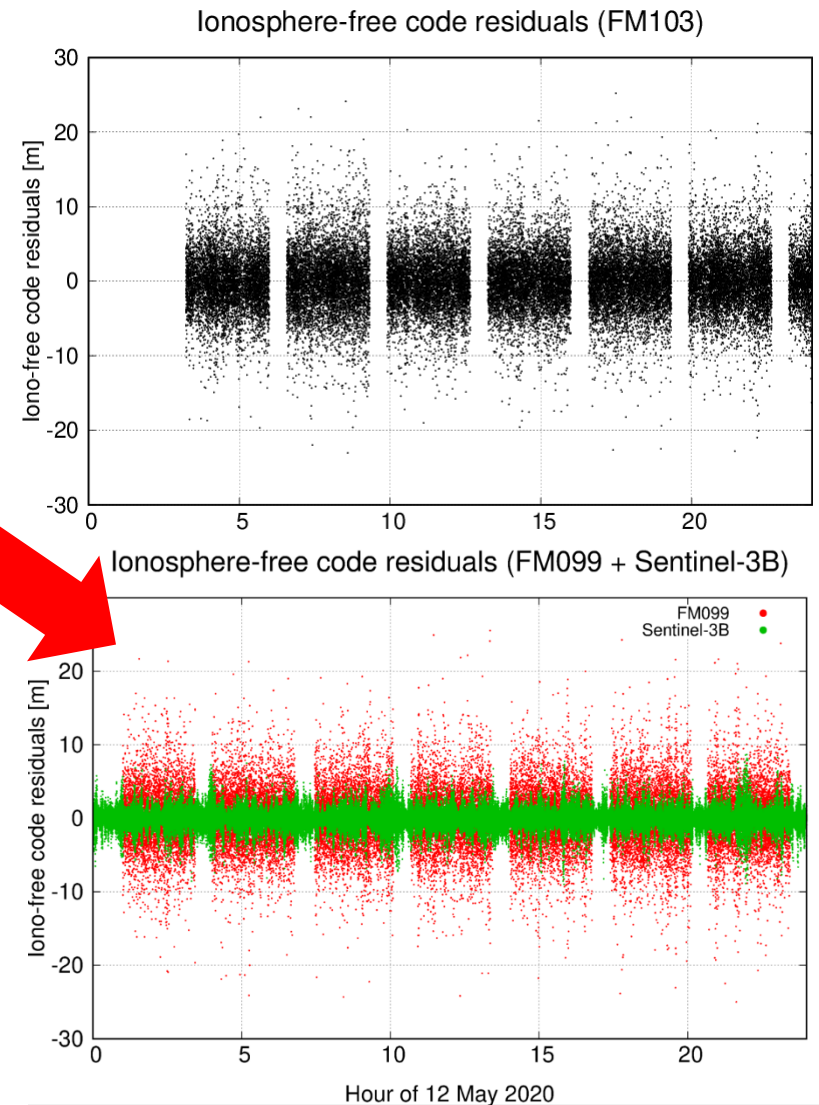 Ionosphere-free code residuals (FM103)
Iono-free code residuals [m]
30
20
10
0
-10
-20
-30
0 5 10 15 20
Ionosphere-free code residuals (FM099 + Sentinel-3B)
FM099
Sentinel-3B
Iono-free code residuals [m]
20
10
0
-10
-20
-30
0 5 10 15 20
Hour of 12 May 2020